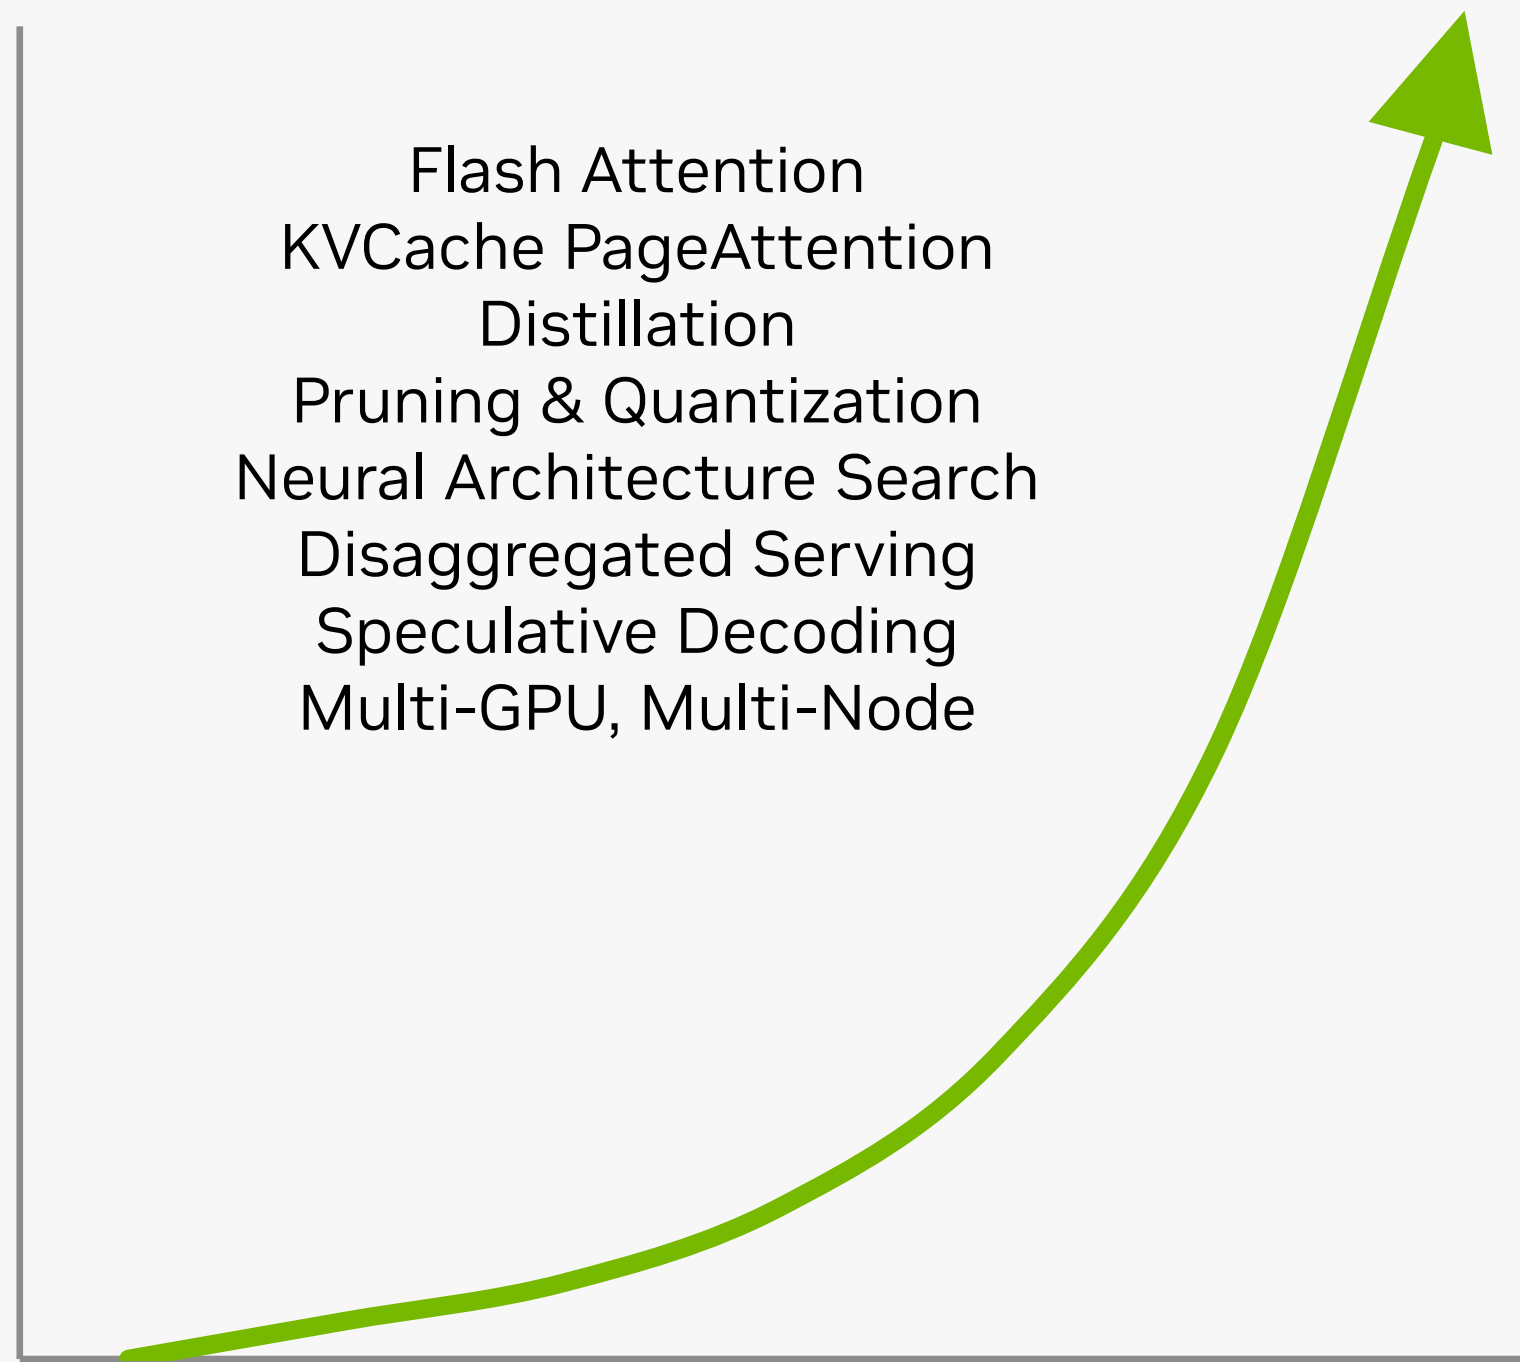 Flash Attention
KVCache PageAttention
Distillation
Pruning & Quantization
Neural Architecture Search
Disaggregated Serving
Speculative Decoding
Multi-GPU, Multi-Node